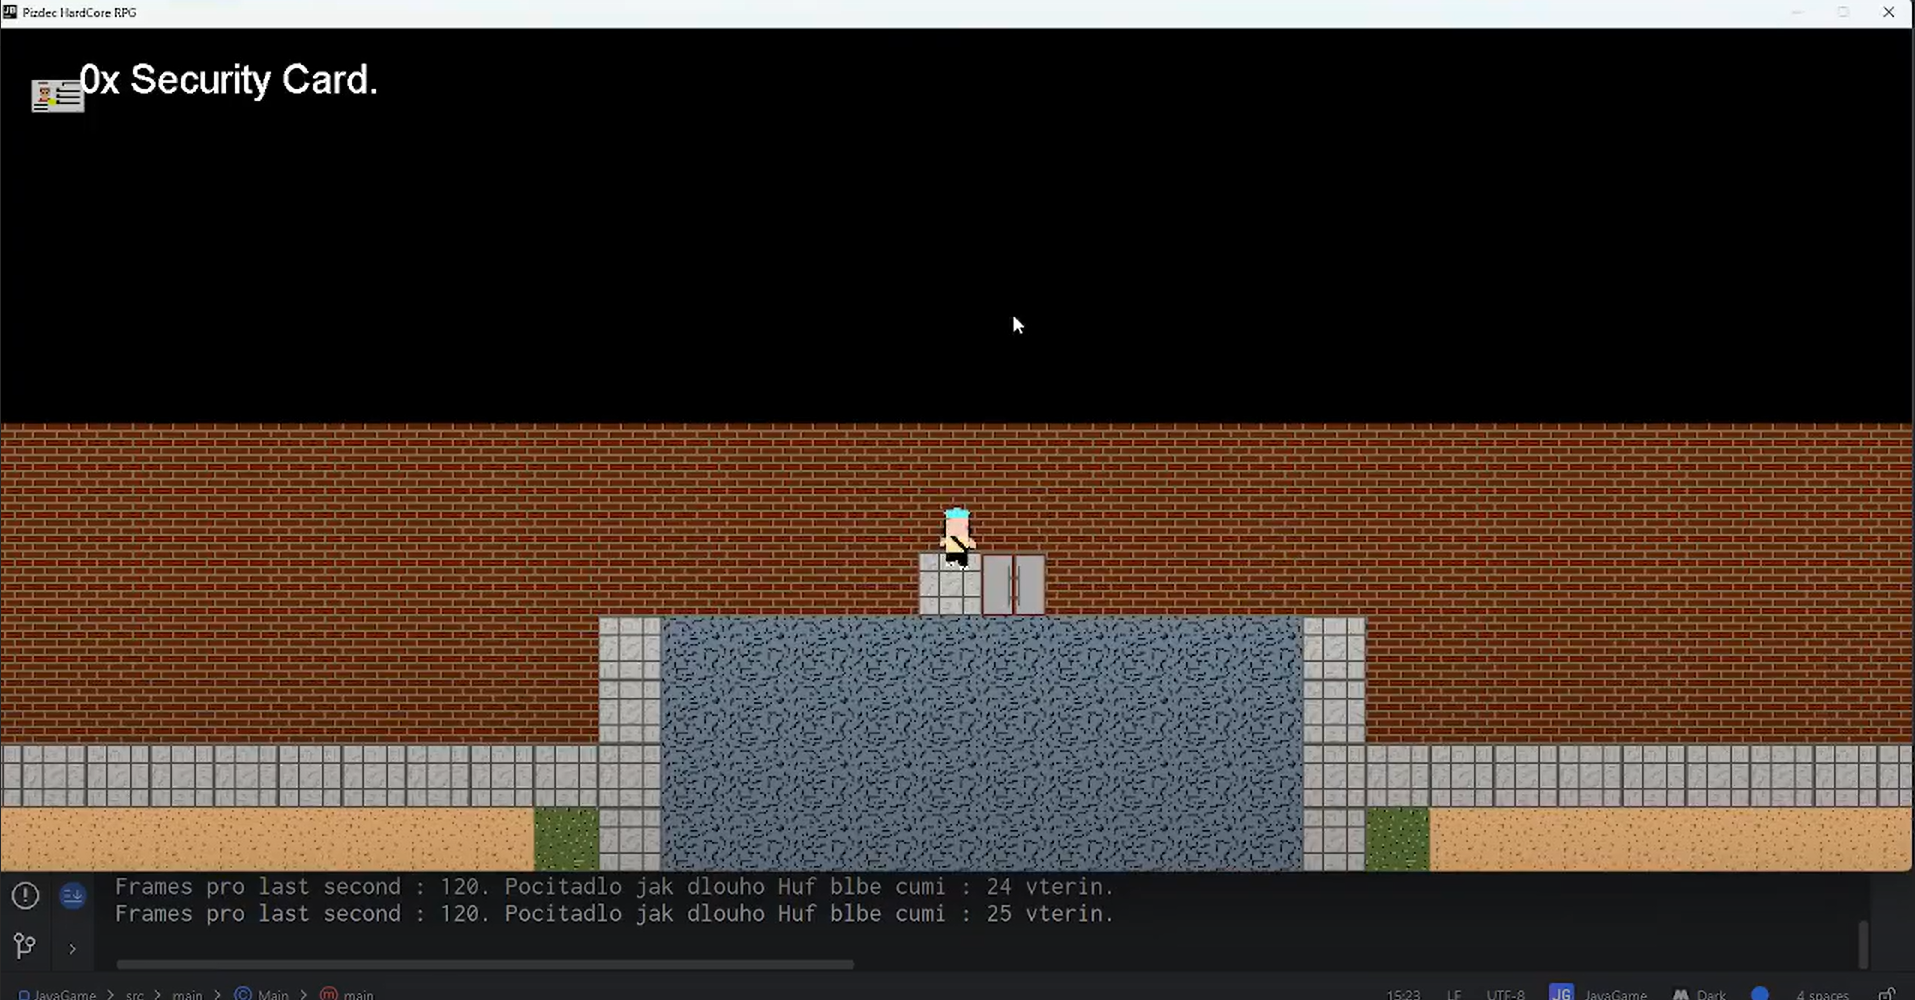 Pizdec HardCore RPG
0x Security Card.
Frames pro last second : 120. Pocitadlo jak dlouho Huf blbe cumi : 24 vterin.
Frames pro last second : 120. Pocitadlo jak dlouho Huf blbe cumi : 25 vterin.
JavaGame > src > main > Main > main
15:23 LF UTF-8 JG JavaGame Dark 4 spaces